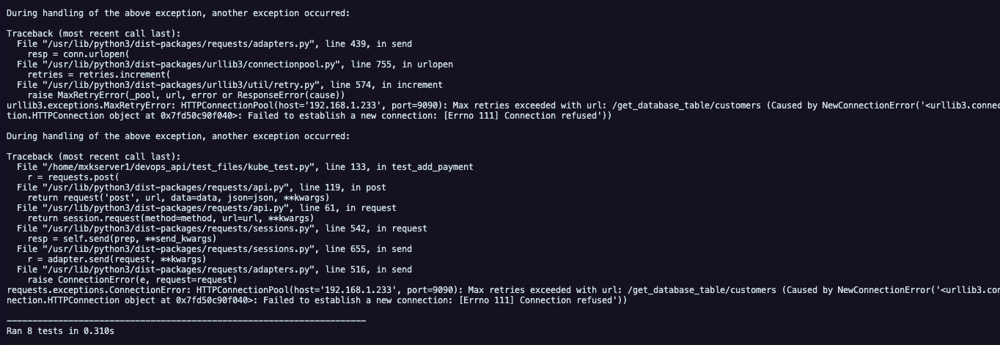 During handling of the above exception, another exception occurred:
Traceback (most recent call last):
  File "/usr/lib/python3/dist-packages/requests/adapters.py", line 439, in send
    resp = conn.urlopen(
  File "/usr/lib/python3/dist-packages/urllib3/connectionpool.py", line 755, in urlopen
    retries = retries.increment(
  File "/usr/lib/python3/dist-packages/urllib3/util/retry.py", line 574, in increment
    raise MaxRetryError(_pool, url, error or ResponseError(cause))
urllib3.exceptions.MaxRetryError: HTTPConnectionPool(host='192.168.1.233', port=9090): Max retries exceeded with url: /get_database_table/customers (Caused by NewConnectionError('<urllib3.connec
tion.HTTPConnection object at 0x7fd50c90f040>: Failed to establish a new connection: [Errno 111] Connection refused'))
During handling of the above exception, another exception occurred:
Traceback (most recent call last):
  File "/home/mxkserver1/devops_api/test_files/kube_test.py", line 133, in test_add_payment
    r = requests.post(
  File "/usr/lib/python3/dist-packages/requests/api.py", line 119, in post
    return request('post', url, data=data, json=json, **kwargs)
  File "/usr/lib/python3/dist-packages/requests/api.py", line 61, in request
    return session.request(method=method, url=url, **kwargs)
  File "/usr/lib/python3/dist-packages/requests/sessions.py", line 542, in request
    resp = self.send(prep, **send_kwargs)
  File "/usr/lib/python3/dist-packages/requests/sessions.py", line 655, in send
    r = adapter.send(request, **kwargs)
  File "/usr/lib/python3/dist-packages/requests/adapters.py", line 516, in send
    raise ConnectionError(e, request=request)
requests.exceptions.ConnectionError: HTTPConnectionPool(host='192.168.1.233', port=9090): Max retries exceeded with url: /get_database_table/customers (Caused by NewConnectionError('<urllib3.con
nection.HTTPConnection object at 0x7fd50c90f040>: Failed to establish a new connection: [Errno 111] Connection refused'))
----------------------------------------------------------------------
Ran 8 tests in 0.310s